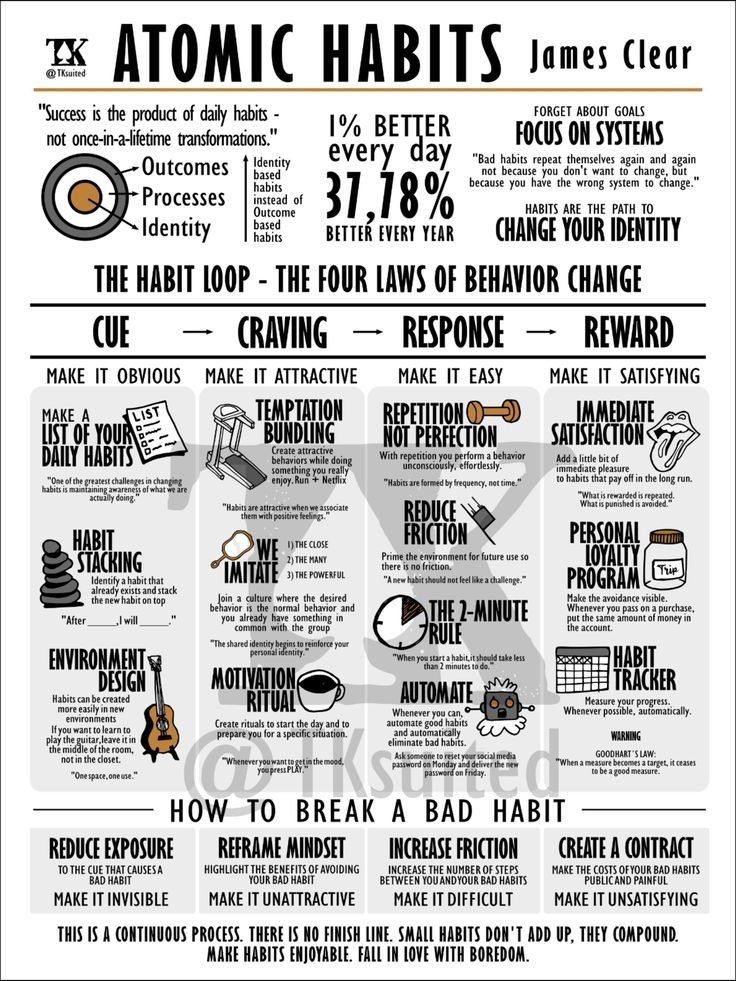 TK
@TKsuited
ATOMIC HABITS
James Clear
"Success is the product of daily habits -
not once-in-a-lifetime transformations."
Outcomes
Processes
Identity
Identity
based
habits
instead of
Outcome
based
habits
1% BETTER
every day
37,78%
BETTER EVERY YEAR
FORGET ABOUT GOALS
FOCUS ON SYSTEMS
"Bad habits repeat themselves again and again
not because you don't want to change, but
because you have the wrong system to change."
HABITS ARE THE PATH TO
CHANGE YOUR IDENTITY
THE HABIT LOOP - THE FOUR LAWS OF BEHAVIOR CHANGE
CUE → CRAVING → RESPONSE → REWARD
MAKE IT OBVIOUS
MAKE A
LIST OF YOUR
DAILY HABITS
LIST
"One of the greatest challenges in changing
habits is maintaining awareness of what we are
actually doing."
HABIT
STACKING
Identify a habit that
already exists and stack
the new habit on top
"After _____,I will _____."
ENVIRONMENT
DESIGN
Habits can be created
more easily in new
environments
If you want to learn to
play the guitar,leave it in
the middle of the room,
not in the closet.
"One space, one use."
MAKE IT ATTRACTIVE
TEMPTATION
BUNDLING
Create attractive
behaviors while doing
something you really
enjoy. Run + Netflix
"Habits are attractive when we associate
them with positive feelings."
WE
IMITATE
1) THE CLOSE
2) THE MANY
3) THE POWERFUL
Join a culture where the desired
behavior is the normal behavior and
you already have something in
common with the group
"The shared identity begins to reinforce your
personal identity."
MOTIVATION
RITUAL
Create rituals to start the day and to
prepare you for a specific situation.
"Whenever you want to get in the mood,
you press PLAY."
MAKE IT EASY
REPETITION
NOT PERFECTION
With repetition you perform a behavior
unconsciously, effortlessly.
"Habits are formed by frequency, not time."
REDUCE
FRICTION
Prime the environment for future use so
there is no friction.
"A new habit should not feel like a challenge."
THE 2-MINUTE
RULE
"When you start a habit,it should take less
than 2 minutes to do."
AUTOMATE
Whenever you can,
automate good habits
and automatically
eliminate bad habits.
Ask someone to reset your social media
password on Monday and deliver the new
password on Friday.
MAKE IT SATISFYING
IMMEDIATE
SATISFACTION
Add a little bit of
immediate pleasure
to habits that pay off in the long run.
"What is rewarded is repeated.
What is punished is avoided."
PERSONAL
LOYALTY
PROGRAM
Trip
Make the avoidance visible.
Whenever you pass on a purchase,
put the same amount of money in
the account.
HABIT
TRACKER
Measure your progress.
Whenever possible, automatically.
WARNING
GOODHART´S LAW:
"When a measure becomes a target, it ceases
to be a good measure.
TK
@TKsuited
HOW TO BREAK A BAD HABIT
REDUCE EXPOSURE
TO THE CUE THAT CAUSES A
BAD HABIT
MAKE IT INVISIBLE
REFRAME MINDSET
HIGHLIGHT THE BENEFITS OF AVOIDING
YOUR BAD HABIT
MAKE IT UNATTRACTIVE
INCREASE FRICTION
INCREASE THE NUMBER OF STEPS
BETWEEN YOU AND YOUR BAD HABITS
MAKE IT DIFFICULT
CREATE A CONTRACT
MAKE THE COSTS OF YOUR BAD HABITS
PUBLIC AND PAINFUL
MAKE IT UNSATISFYING
THIS IS A CONTINUOUS PROCESS. THERE IS NO FINISH LINE. SMALL HABITS DON'T ADD UP, THEY COMPOUND.
MAKE HABITS ENJOYABLE. FALL IN LOVE WITH BOREDOM.